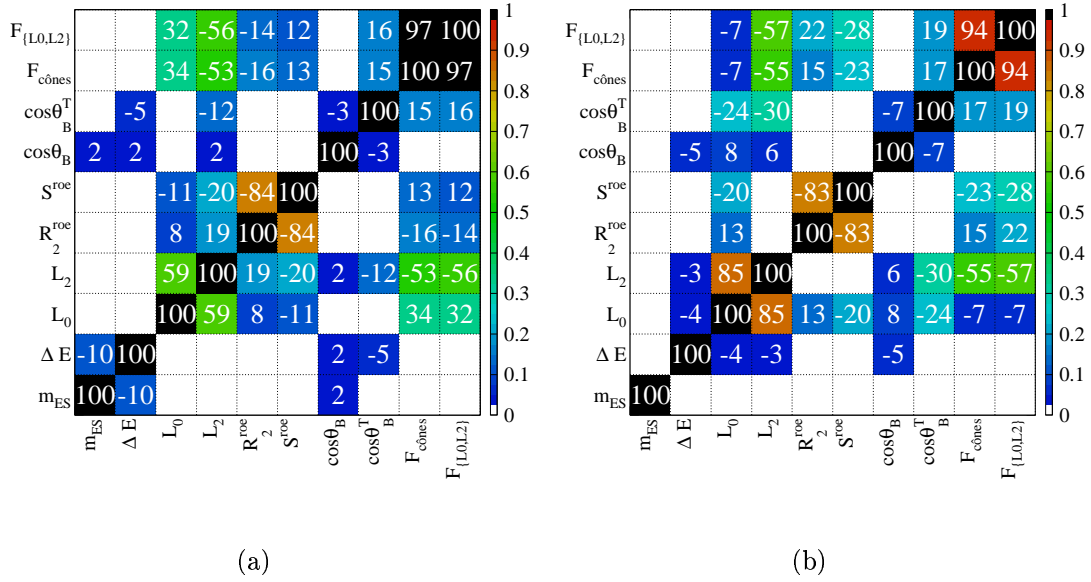 F{L0,L2} 32 -56 -14 12 16 97 100
Fcônes 34 -53 -16 13 15 100 97
cosθBT -5 -12 -3 100 15 16
cosθB 2 2 2 100 -3
Sroe -11 -20 -84 100 13 12
R2roe 8 19 100 -84 -16 -14
L2 59 100 19 -20 2 -12 -53 -56
L0 100 59 8 -11 34 32
Δ E -10 100 2 -5
mES 100 -10 2
mES Δ E L0 L2 R2roe Sroe cosθB cosθBT Fcônes F{L0,L2}
1
0.9
0.8
0.7
0.6
0.5
0.4
0.3
0.2
0.1
0
(a)
F{L0,L2} -7 -57 22 -28 19 94 100
Fcônes -7 -55 15 -23 17 100 94
cosθBT -24 -30 -7 100 17 19
cosθB -5 8 6 100 -7
Sroe -20 -83 100 -23 -28
R2roe 13 100 -83 15 22
L2 -3 85 100 6 -30 -55 -57
L0 -4 100 85 13 -20 8 -24 -7 -7
Δ E 100 -4 -3 -5
mES 100
mES Δ E L0 L2 R2roe Sroe cosθB cosθBT Fcônes F{L0,L2}
1
0.9
0.8
0.7
0.6
0.5
0.4
0.3
0.2
0.1
0
(b)